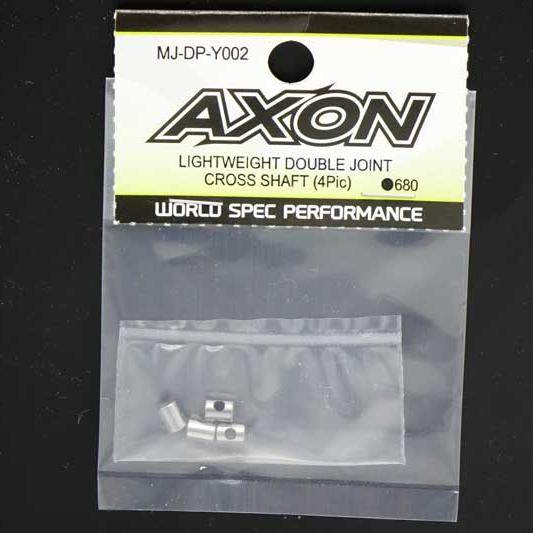 MJ-DP-Y002
AXON
LIGHTWEIGHT DOUBLE JOINT
CROSS SHAFT (4Pic) ●680
WORLD SPEC PERFORMANCE